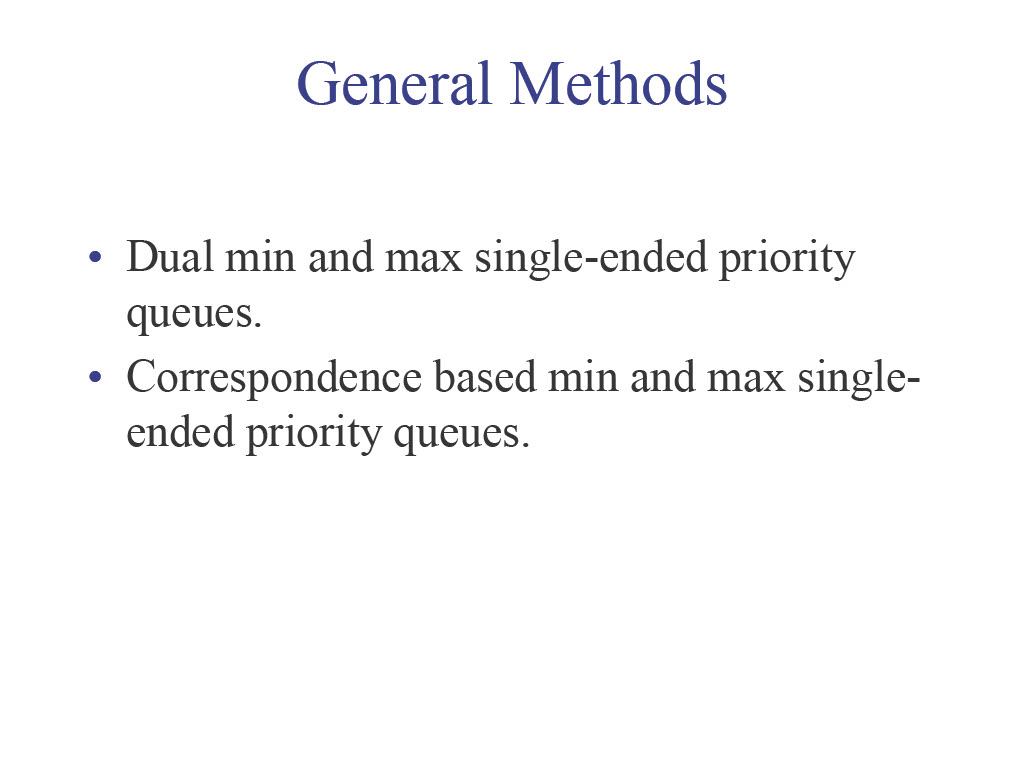 General Methods
• Dual min and max single-ended priority
queues.
• Correspondence based min and max single-
ended priority queues.